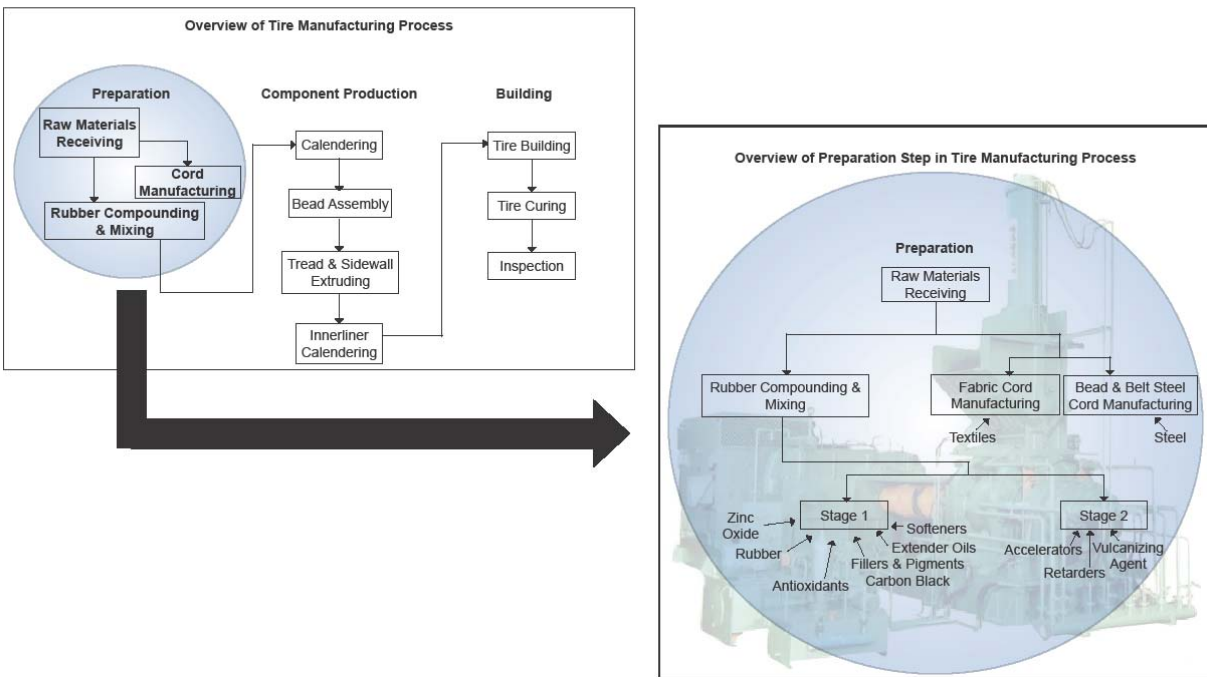 Overview of Tire Manufacturing Process
Preparation
Component Production
Building
Raw Materials
Receiving
Cord
Manufacturing
Rubber Compounding
& Mixing
Calendering
Bead Assembly
Tread & Sidewall
Extruding
Innerliner
Calendering
Tire Building
Tire Curing
Inspection
Overview of Preparation Step in Tire Manufacturing Process
Preparation
Raw Materials
Receiving
Rubber Compounding &
Mixing
Fabric Cord
Manufacturing
Bead & Belt Steel
Cord Manufacturing
Textiles
Steel
Stage 1
Zinc
Oxide
Rubber
Antioxidants
Fillers & Pigments
Carbon Black
Extender Oils
Softeners
Stage 2
Accelerators
Retarders
Vulcanizing
Agent